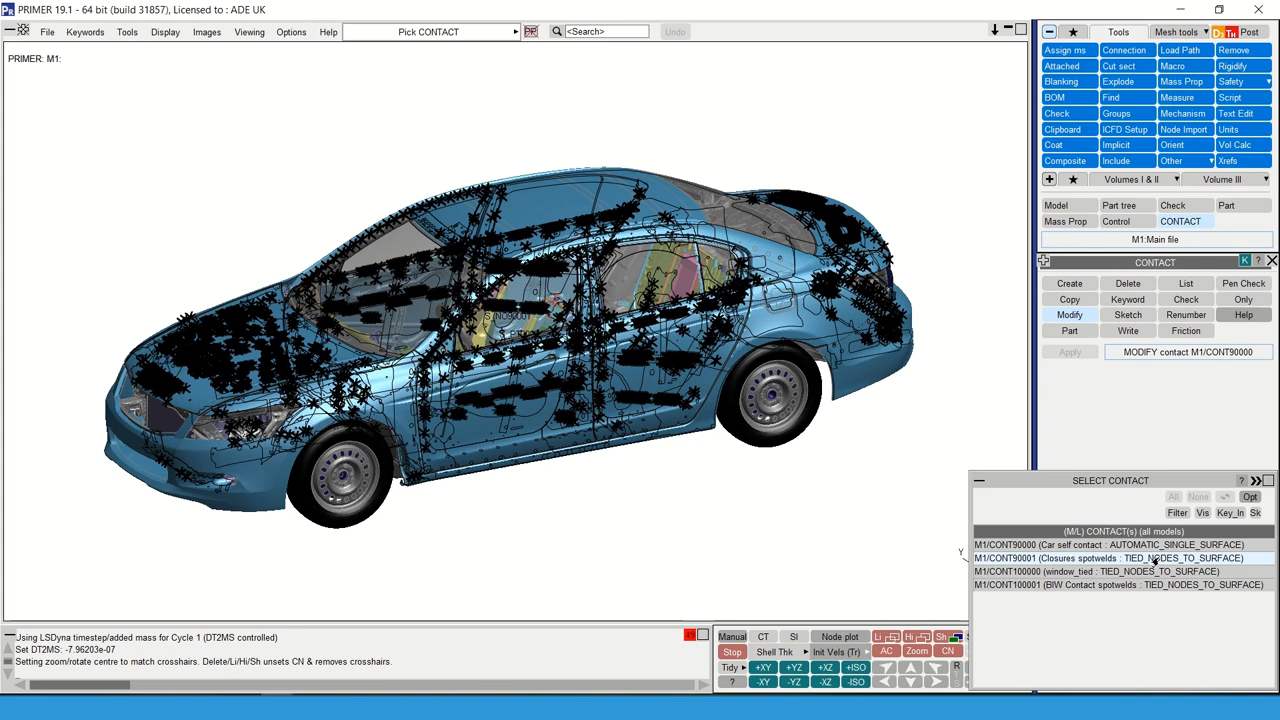 PRIMER 19.1 - 64 bit (build 31857), Licensed to : ADE UK
File Keywords Tools Display Images Viewing Options Help Pick CONTACT <Search> Undo
PRIMER: M1:
Tools Mesh tools Post
Assign ms Connection Load Path Remove
Attached Cut sect Macro Rigidify
Blanking Explode Mass Prop Safety
BOM Find Measure Script
Check Groups Mechanism Text Edit
Clipboard ICFD Setup Node Import Units
Coat Implicit Orient Vol Calc
Composite Include Other Xrefs
Volumes I & II Volume III
Model Part tree Check Part
Mass Prop Control CONTACT
M1:Main file
CONTACT K ?
Create Delete List Pen Check
Copy Keyword Check Only
Modify Sketch Renumber Help
Part Write Friction
Apply MODIFY contact M1/CONT90000
SELECT CONTACT ?
All None Opt
Filter Vis Key_In Sk
(M/L) CONTACT(s) (all models)
M1/CONT90000 (Car self contact : AUTOMATIC_SINGLE_SURFACE)
M1/CONT90001 (Closures spotwelds : TIED_NODES_TO_SURFACE)
M1/CONT100000 (window_tied : TIED_NODES_TO_SURFACE)
M1/CONT100001 (BIW Contact spotwelds : TIED_NODES_TO_SURFACE)
Y
Using LSDyna timestep/added mass for Cycle 1 (DT2MS controlled)
Set DT2MS: -7.96203e-07
Setting zoom/rotate centre to match crosshairs. Delete/Li/Hi/Sh unsets CN & removes crosshairs.
Manual CT SI Node plot Li Hi Sh
Stop Shell Thk Init Vels (Tr) AC Zoom CN
Tidy +XY +YZ +XZ +ISO
? -XY -YZ -XZ -ISO